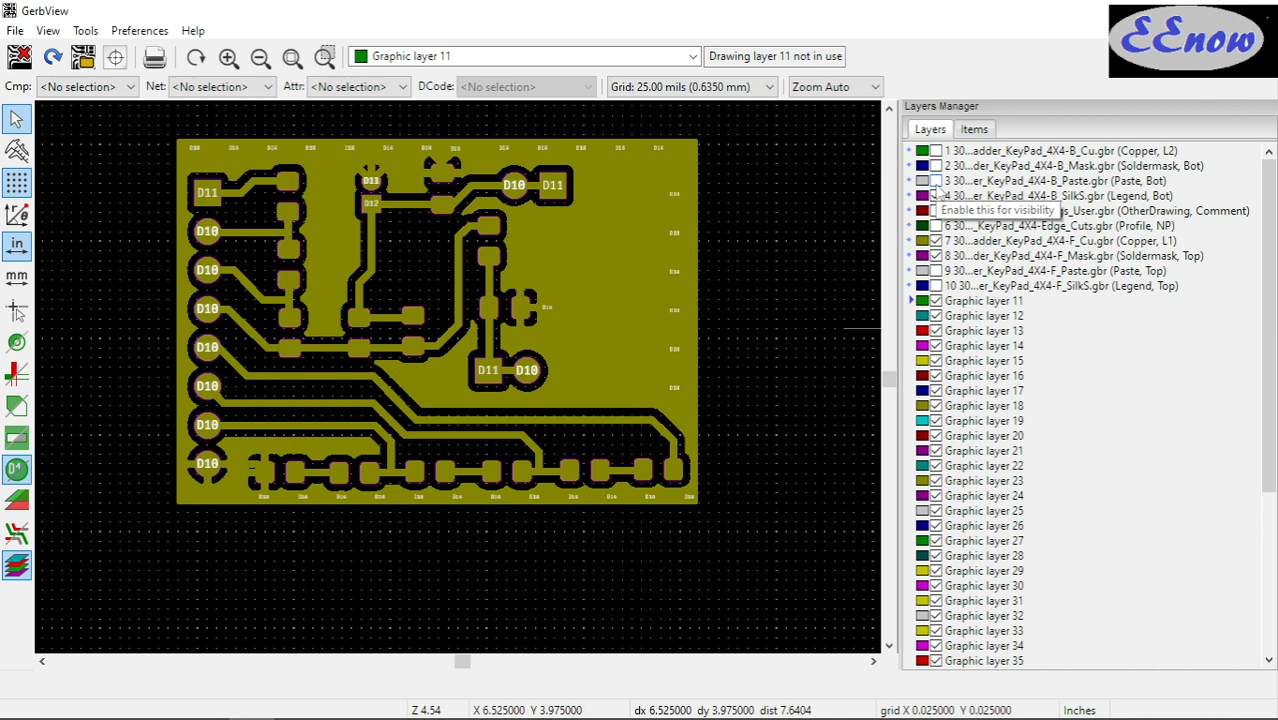 GerbView
EEnow
File View Tools Preferences Help
Graphic layer 11
Drawing layer 11 not in use
Cmp: <No selection> Net: <No selection> Attr: <No selection> DCode: <No selection> Grid: 25.00 mils (0.6350 mm) Zoom Auto
Layers Manager
Layers Items
1 30...adder_KeyPad_4X4-B_Cu.gbr (Copper, L2)
2 30...der_KeyPad_4X4-B_Mask.gbr (Soldermask, Bot)
3 30...er_KeyPad_4X4-B_Paste.gbr (Paste, Bot)
4 30...er_KeyPad_4X4-B_SilkS.gbr (Legend, Bot)
Enable this for visibility
gs_User.gbr (OtherDrawing, Comment)
6 30..._KeyPad_4X4-Edge_Cuts.gbr (Profile, NP)
7 30...adder_KeyPad_4X4-F_Cu.gbr (Copper, L1)
8 30...der_KeyPad_4X4-F_Mask.gbr (Soldermask, Top)
9 30...er_KeyPad_4X4-F_Paste.gbr (Paste, Top)
10 30...er_KeyPad_4X4-F_SilkS.gbr (Legend, Top)
Graphic layer 11
Graphic layer 12
Graphic layer 13
Graphic layer 14
Graphic layer 15
Graphic layer 16
Graphic layer 17
Graphic layer 18
Graphic layer 19
Graphic layer 20
Graphic layer 21
Graphic layer 22
Graphic layer 23
Graphic layer 24
Graphic layer 25
Graphic layer 26
Graphic layer 27
Graphic layer 28
Graphic layer 29
Graphic layer 30
Graphic layer 31
Graphic layer 32
Graphic layer 33
Graphic layer 34
Graphic layer 35
in
mm
D11 D11 D10 D11
D12
D10
D10
D10
D10
D11 D10
D10
D10
D10
Z 4.54 X 6.525000 Y 3.975000 dx 6.525000 dy 3.975000 dist 7.6404 grid X 0.025000 Y 0.025000 Inches